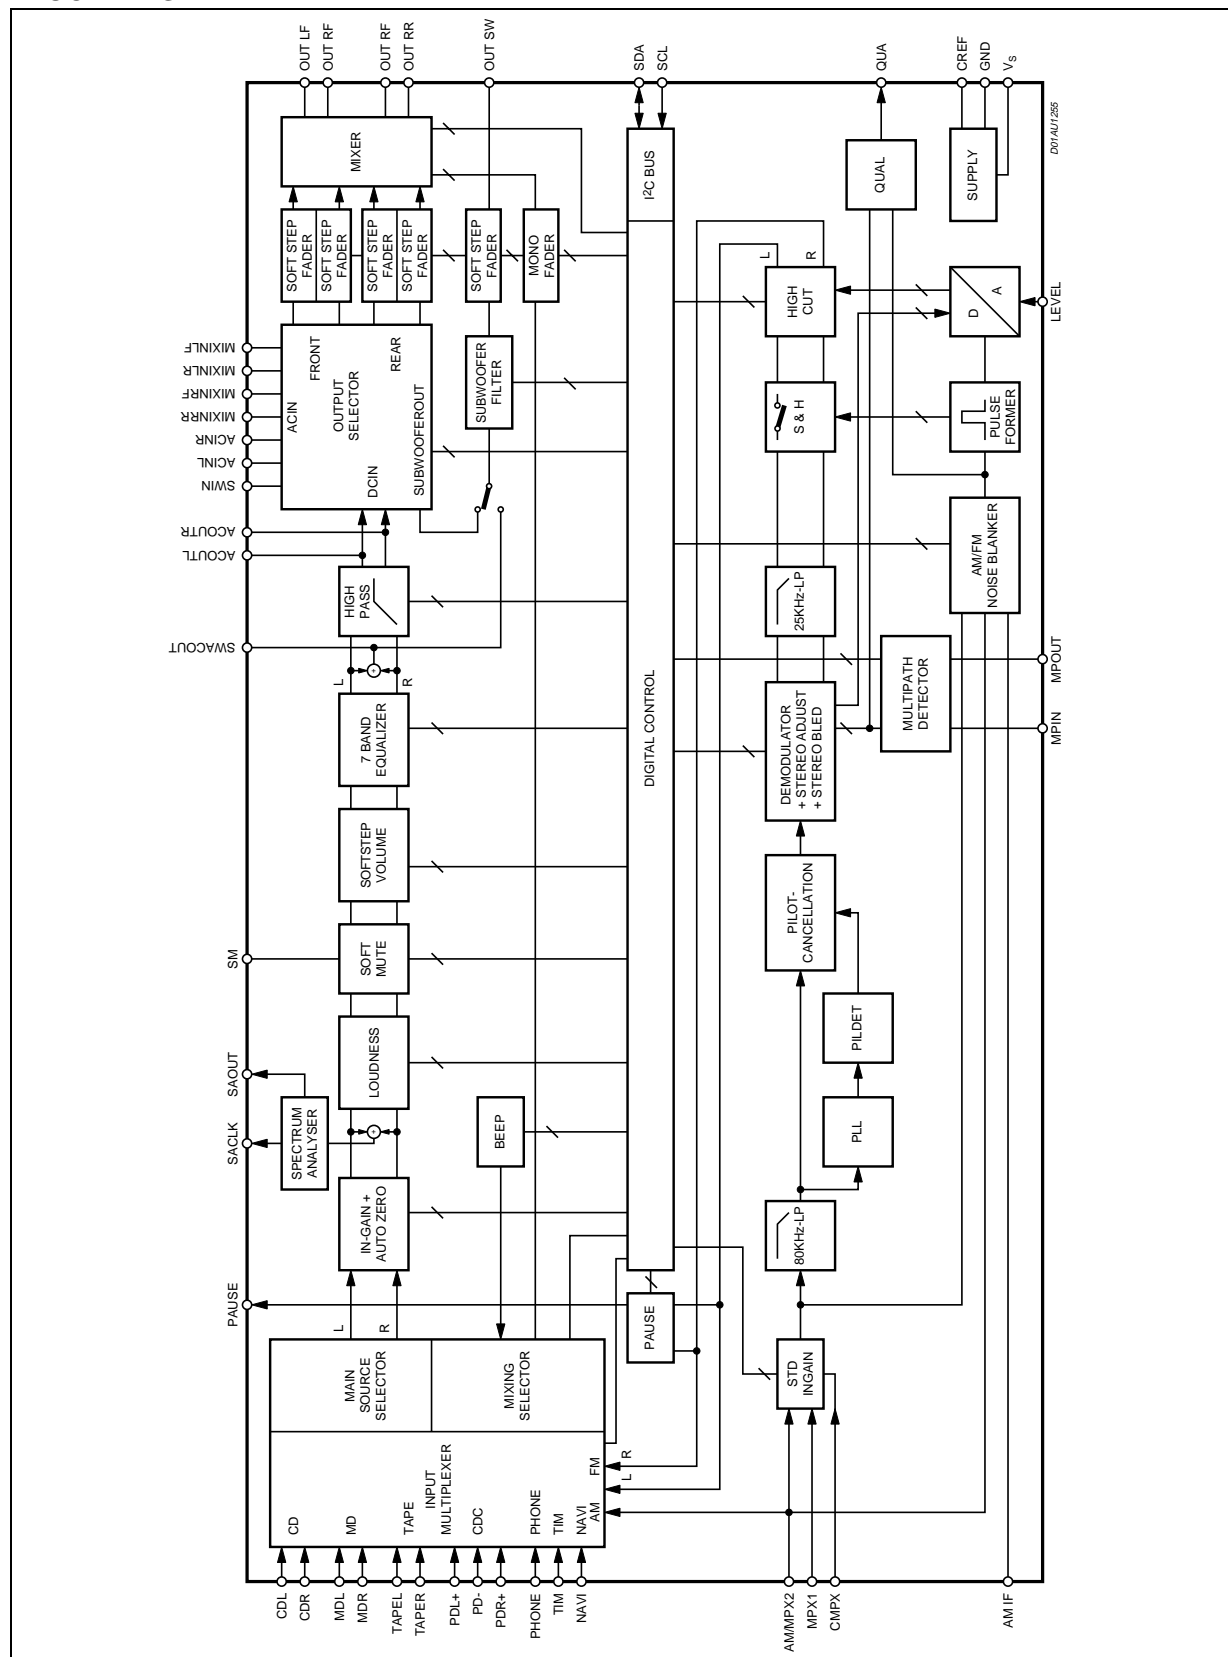 OUT LF
OUT RF
OUT RF
OUT RR
OUT SW
SDA
SCL
QUA
CREF
GND
VS
D01AU1255
MIXER
SOFT STEP
FADER
SOFT STEP
FADER
SOFT STEP
FADER
SOFT STEP
FADER
SOFT STEP
FADER
MONO
FADER
I2C BUS
QUAL
SUPPLY
MIXINLF
MIXINLR
MIXINRF
MIXINRR
ACINR
ACINL
SWIN
ACOUTR
ACOUTL
SWACOUT
FRONT
ACIN
OUTPUT
SELECTOR
REAR
DCIN
SUBWOOFEROUT
SUBWOOFER
FILTER
L
R
HIGH
CUT
D
A
LEVEL
S & H
PULSE
FORMER
HIGH
PASS
25KHz-LP
AM/FM
NOISE BLANKER
L
+
R
7 BAND
EQUALIZER
DIGITAL CONTROL
DEMODULATOR
+ STEREO ADJUST
+ STEREO BLED
MULTIPATH
DETECTOR
MPOUT
MPIN
SOFTSTEP
VOLUME
PILOT-
CANCELLATION
SM
SOFT
MUTE
PILDET
SAOUT
SACLK
LOUDNESS
SPECTRUM
ANALYSER
+
BEEP
PLL
IN-GAIN +
AUTO ZERO
80KHz-LP
PAUSE
L
R
PAUSE
MAIN
SOURCE
SELECTOR
MIXING
SELECTOR
STD
INGAIN
INPUT
MULTIPLEXER
FM
R
L
CD
MD
TAPE
CDC
PHONE
TIM
NAVI
AM
CDL
CDR
MDL
MDR
TAPEL
TAPER
PDL+
PD-
PDR+
PHONE
TIM
NAVI
AM/MPX2
MPX1
CMPX
AM IF